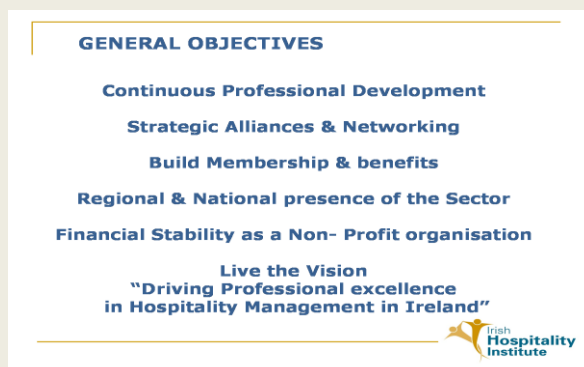 GENERAL OBJECTIVES
Continuous Professional Development
Strategic Alliances & Networking
Build Membership & benefits
Regional & National presence of the Sector
Financial Stability as a Non- Profit organisation
Live the Vision
“Driving Professional excellence
in Hospitality Management in Ireland”
Irish
Hospitality
Institute